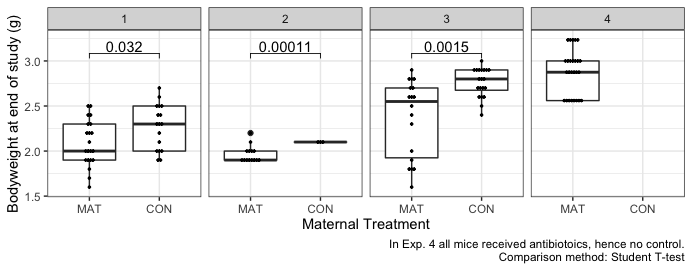 Bodyweight at end of study (g)
1 2 3 4
0.032 0.00011 0.0015
3.0
2.5
2.0
1.5
MAT CON MAT CON MAT CON MAT CON
Maternal Treatment
In Exp. 4 all mice received antibiotoics, hence no control.
Comparison method: Student T-test